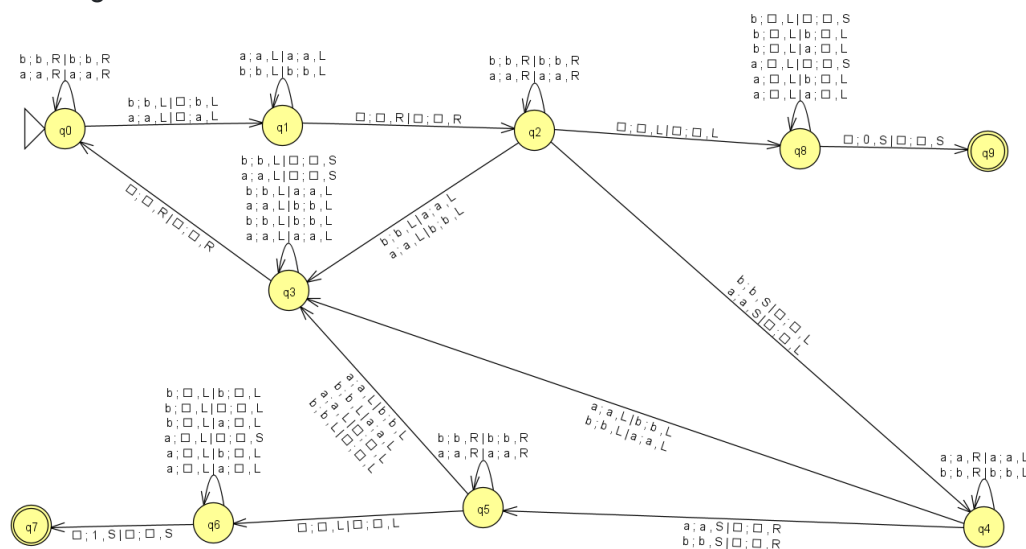 b ; b , R | b ; b , R
a ; a , R | a ; a , R
q0
b ; b , L | □ ; b , L
a ; a , L | □ ; a , L
a ; a , L | a ; a , L
b ; b , L | b ; b , L
q1
□ ; □ , R | □ ; □ , R
b ; b , R | b ; b , R
a ; a , R | a ; a , R
q2
□ ; □ , L | □ ; □ , L
b ; □ , L | □ ; □ , S
b ; □ , L | b ; □ , L
b ; □ , L | a ; □ , L
a ; □ , L | □ ; □ , S
a ; □ , L | b ; □ , L
a ; □ , L | a ; □ , L
q8
□ ; 0 , S | □ ; □ , S
q9
□ ; □ , R | □ ; □ , R
b ; b , L | □ ; □ , S
a ; a , L | □ ; □ , S
b ; b , L | a ; a , L
a ; a , L | b ; b , L
b ; b , L | b ; b , L
a ; a , L | a ; a , L
q3
b ; b , L | a ; a , L
a ; a , L | b ; b , L
b ; b , S | □ ; □ , L
a ; a , S | □ ; □ , L
a ; a , L | b ; b , L
b ; b , L | a ; a , L
a ; a , L | b ; b , L
b ; b , L | a ; a , L
a ; a , L | □ ; □ , L
b ; b , L | □ ; □ , L
b ; □ , L | b ; □ , L
b ; □ , L | □ ; □ , L
b ; □ , L | a ; □ , L
a ; □ , L | □ ; □ , S
a ; □ , L | b ; □ , L
a ; □ , L | a ; □ , L
b ; b , R | b ; b , R
a ; a , R | a ; a , R
a ; a , R | a ; a , L
b ; b , R | b ; b , L
q7
□ ; 1 , S | □ ; □ , S
q6
□ ; □ , L | □ ; □ , L
q5
a ; a , S | □ ; □ , R
b ; b , S | □ ; □ , R
q4